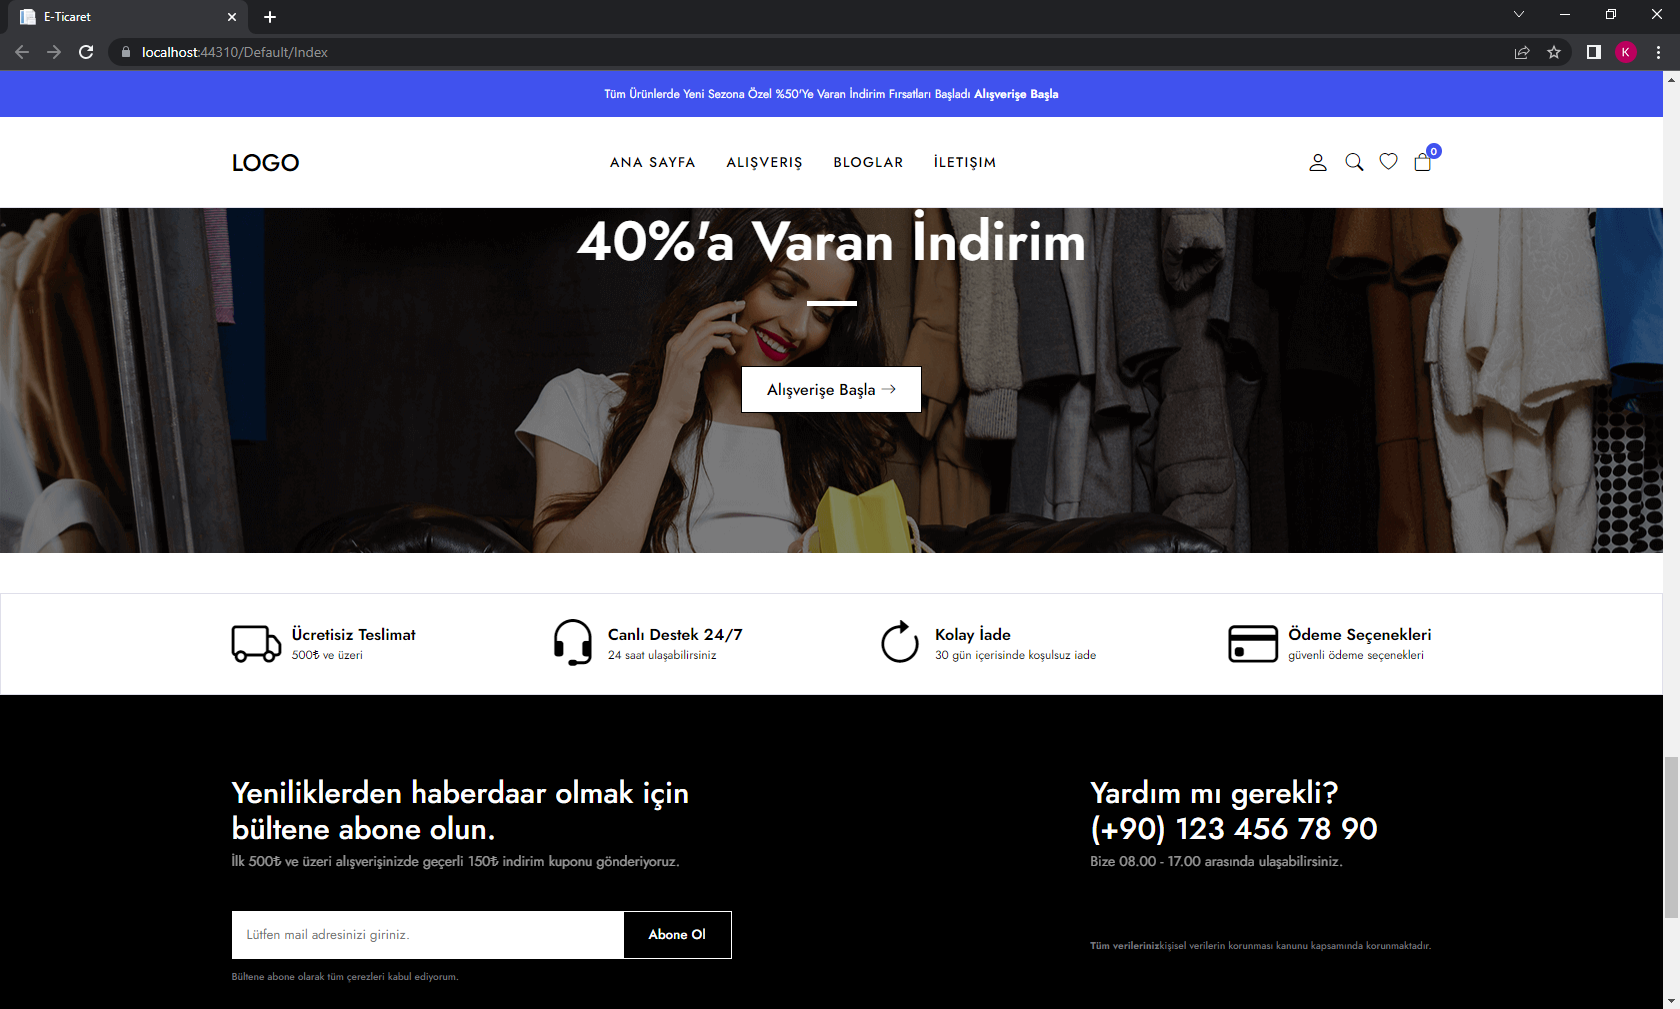 E-Ticaret
localhost:44310/Default/Index
K
Tüm Ürünlerde Yeni Sezona Özel %50'Ye Varan İndirim Fırsatları Başladı Alışverişe Başla
LOGO
ANA SAYFA
ALIŞVERIŞ
BLOGLAR
İLETIŞIM
0
40%'a Varan İndirim
Alışverişe Başla
Ücretisiz Teslimat
500₺ ve üzeri
Canlı Destek 24/7
24 saat ulaşabilirsiniz
Kolay İade
30 gün içerisinde koşulsuz iade
Ödeme Seçenekleri
güvenli ödeme seçenekleri
Yeniliklerden haberdaar olmak için
bültene abone olun.
İlk 500₺ ve üzeri alışverişinizde geçerli 150₺ indirim kuponu gönderiyoruz.
Lütfen mail adresinizi giriniz.
Abone Ol
Bültene abone olarak tüm çerezleri kabul ediyorum.
Yardım mı gerekli?
(+90) 123 456 78 90
Bize 08.00 - 17.00 arasında ulaşabilirsiniz.
Tüm verilerinizkişisel verilerin korunması kanunu kapsamında korunmaktadır.